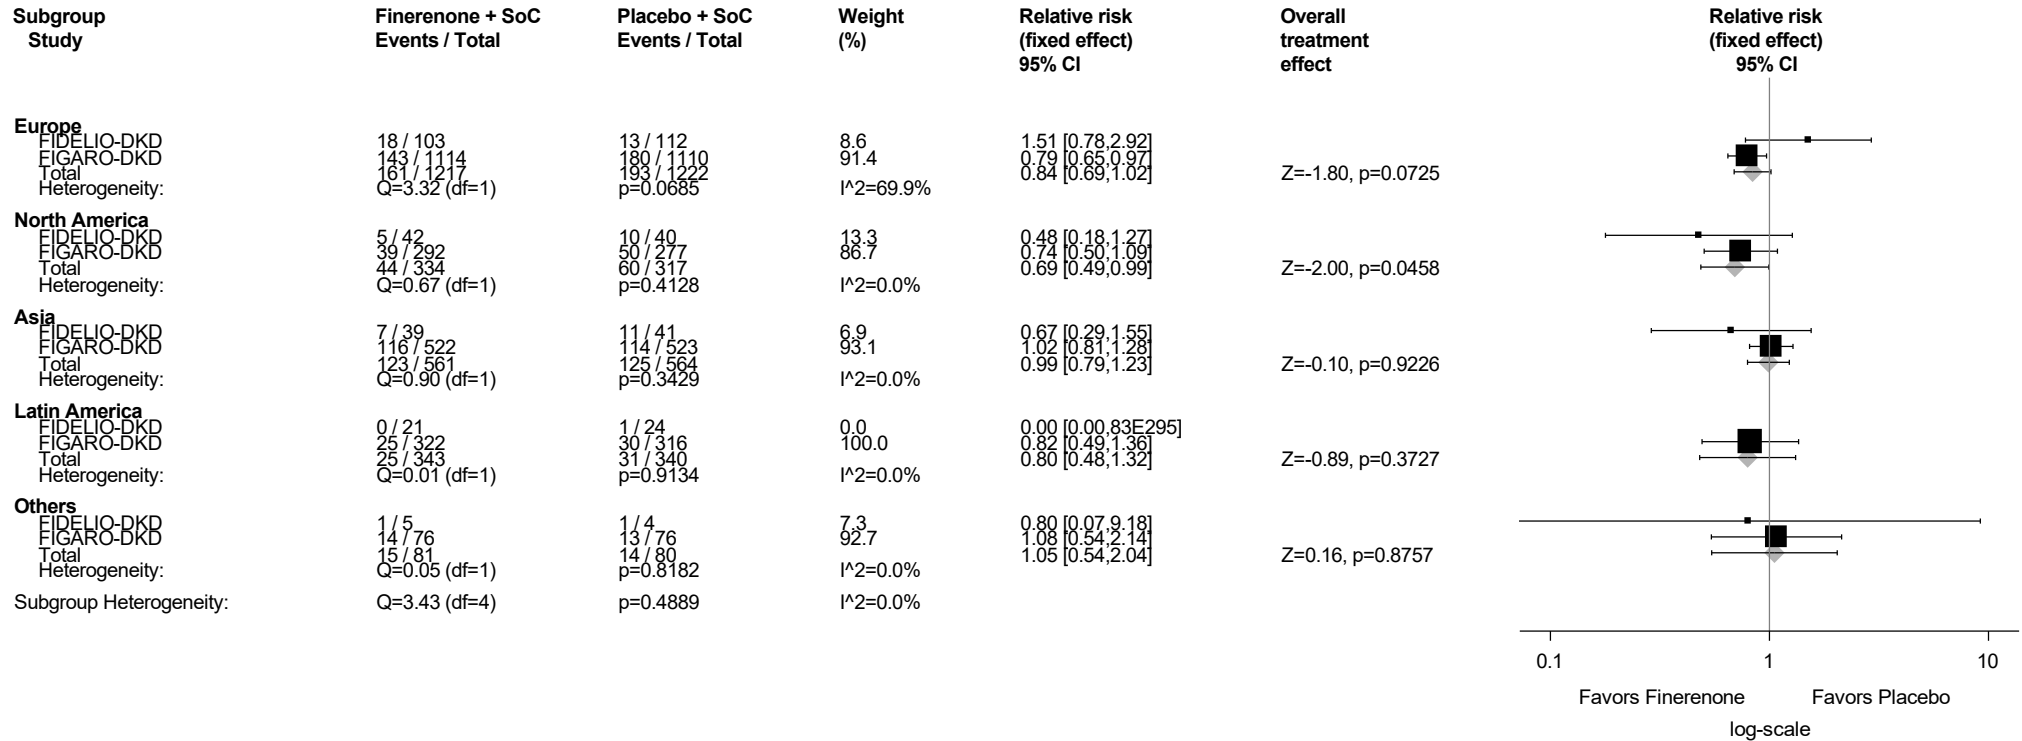 Subgroup Finerenone + SoC Placebo + SoC Weight Relative risk Overall Relative risk
Study Events / Total Events / Total (%) (fixed effect) treatment (fixed effect)
95% CI effect 95% CI
Europe
FIDELIO-DKD 18 / 103 13 / 112 8.6 1.51 [0.78,2.92]
FIGARO-DKD 143 / 1114 180 / 1110 91.4 0.79 [0.65,0.97]
Total 161 / 1217 193 / 1222 0.84 [0.69,1.02] Z=-1.80, p=0.0725
Heterogeneity: Q=3.32 (df=1) p=0.0685 I^2=69.9%
North America
FIDELIO-DKD 5 / 42 10 / 40 13.3 0.48 [0.18,1.27]
FIGARO-DKD 39 / 292 50 / 277 86.7 0.74 [0.50,1.09]
Total 44 / 334 60 / 317 0.69 [0.49,0.99] Z=-2.00, p=0.0458
Heterogeneity: Q=0.67 (df=1) p=0.4128 I^2=0.0%
Asia
FIDELIO-DKD 7 / 39 11 / 41 6.9 0.67 [0.29,1.55]
FIGARO-DKD 116 / 522 114 / 523 93.1 1.02 [0.81,1.28]
Total 123 / 561 125 / 564 0.99 [0.79,1.23] Z=-0.10, p=0.9226
Heterogeneity: Q=0.90 (df=1) p=0.3429 I^2=0.0%
Latin America
FIDELIO-DKD 0 / 21 1 / 24 0.0 0.00 [0.00,83E295]
FIGARO-DKD 25 / 322 30 / 316 100.0 0.82 [0.49,1.36]
Total 25 / 343 31 / 340 0.80 [0.48,1.32] Z=-0.89, p=0.3727
Heterogeneity: Q=0.01 (df=1) p=0.9134 I^2=0.0%
Others
FIDELIO-DKD 1 / 5 1 / 4 7.3 0.80 [0.07,9.18]
FIGARO-DKD 14 / 76 13 / 76 92.7 1.08 [0.54,2.14]
Total 15 / 81 14 / 80 1.05 [0.54,2.04] Z=0.16, p=0.8757
Heterogeneity: Q=0.05 (df=1) p=0.8182 I^2=0.0%
Subgroup Heterogeneity: Q=3.43 (df=4) p=0.4889 I^2=0.0%
0.1 1 10
Favors Finerenone Favors Placebo
log-scale